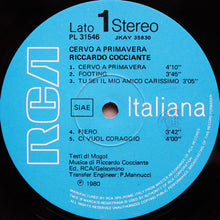 Lato 1 Stereo
PL 31546 JKAY 35830
CERVO A PRIMAVERA
RICCARDO COCCIANTE
1. CERVO A PRIMAVERA 4'10"
2. FOOTING 3'46"
3. TU SEI IL MIO AMICO CARISSIMO 3'05"
SIAE
RCA Italiana
4. PIERO 3'42"
5. CI VUOL CORAGGIO 4'00"
Testi di Mogol
Musica di Riccardo Cocciante
Ed. RCA/Gelsomino
Transfer Engineer: P.Mannucci
℗ 1980